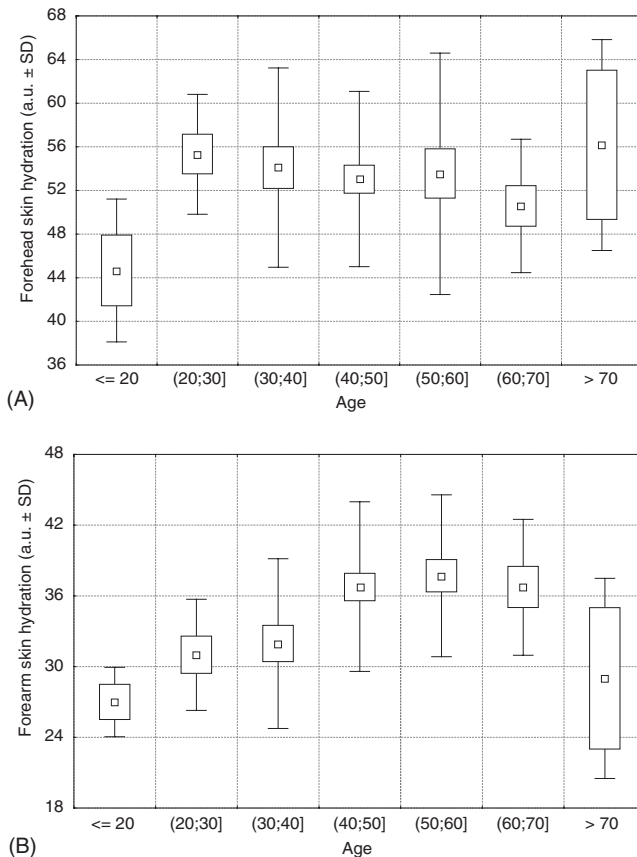 Forehead skin hydration (a.u. ± SD)
68
64
60
56
52
48
44
40
36
<= 20 (20;30] (30;40] (40;50] (50;60] (60;70] > 70
Age
(A)
Forearm skin hydration (a.u. ± SD)
48
42
36
30
24
18
<= 20 (20;30] (30;40] (40;50] (50;60] (60;70] > 70
Age
(B)